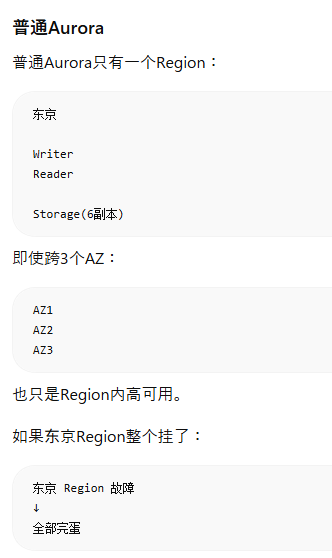 普通Aurora
普通Aurora只有一个Region：
东京
Writer
Reader
Storage(6副本)
即使跨3个AZ：
AZ1
AZ2
AZ3
也只是Region内高可用。
如果东京Region整个挂了：
东京 Region 故障
↓
全部完蛋